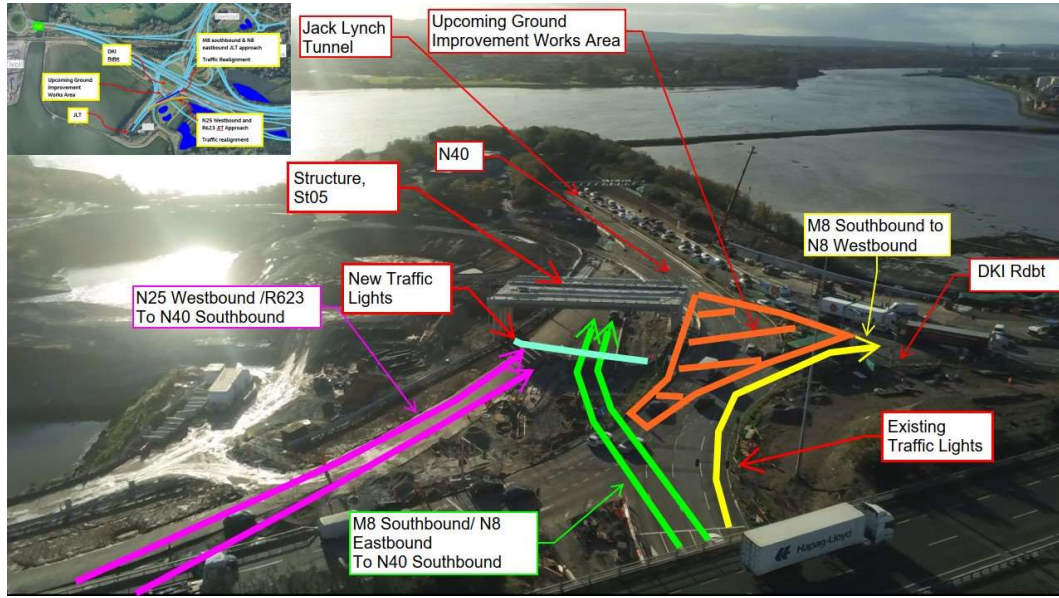 M8 southbound & N8
eastbound JLT approach
Traffic Realignment
DKI
Rdbt
Upcoming Ground
Improvement Works
Area
JLT
N25 Westbound and
R623 JLT Approach
Traffic realignment
Jack Lynch
Tunnel
Upcoming Ground
Improvement Works Area
N40
Structure,
St05
M8 Southbound to
N8 Westbound
DKI Rdbt
New Traffic
Lights
N25 Westbound /R623
To N40 Southbound
Existing
Traffic Lights
M8 Southbound/ N8
Eastbound
To N40 Southbound
Hapag-Lloyd